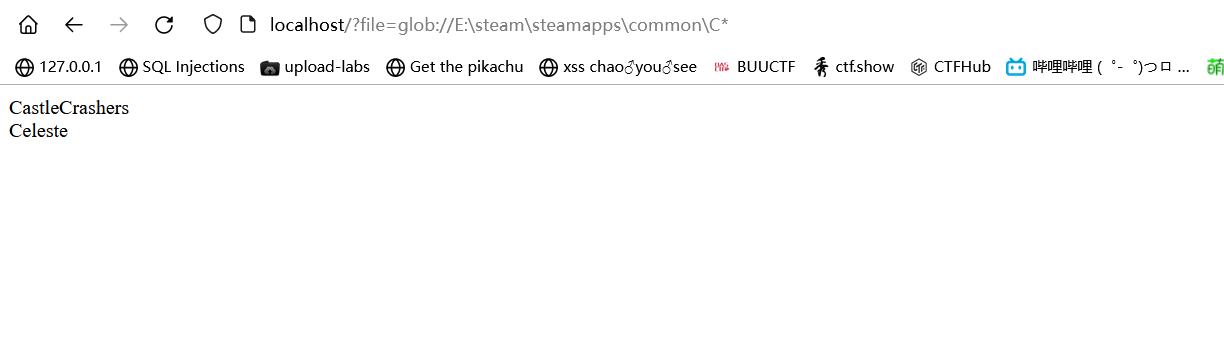 localhost/?file=glob://E:\steam\steamapps\common\C*
127.0.0.1 SQL Injections upload-labs Get the pikachu xss chao♂you♂see BUUCTF ctf.show CTFHub 哔哩哔哩 ( ゜- ゜)つロ ... 萌
CastleCrashers
Celeste